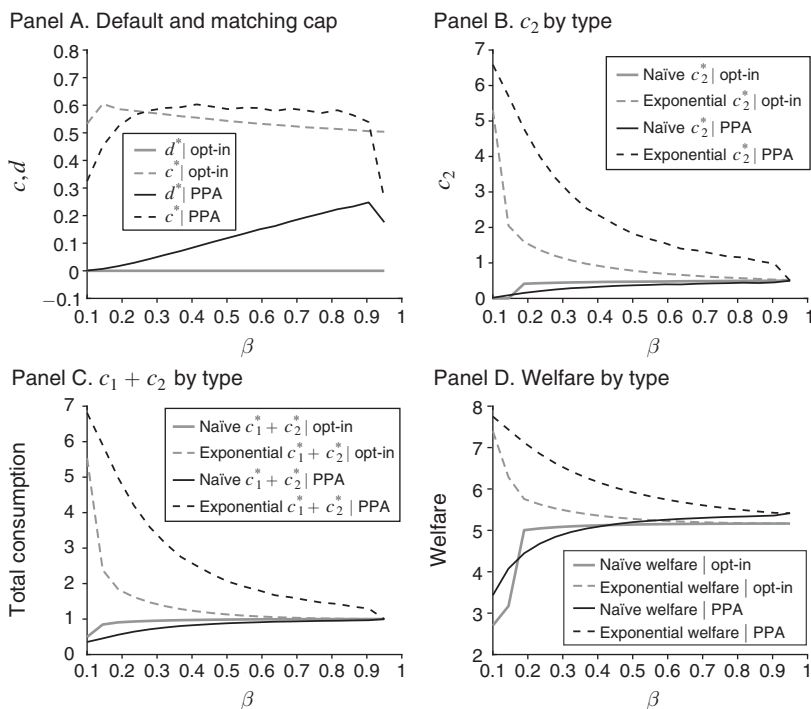 Panel A. Default and matching cap
0.8
0.7
0.6
0.5
0.4
0.3
0.2
0.1
0
−0.1
c, d
d*| opt-in
c*| opt-in
d*| PPA
c*| PPA
0.1 0.2 0.3 0.4 0.5 0.6 0.7 0.8 0.9 1
β
Panel B. c₂ by type
7
6
5
4
3
2
1
0
c₂
Naïve c₂*| opt-in
Exponential c₂*| opt-in
Naïve c₂*| PPA
Exponential c₂*| PPA
0.1 0.2 0.3 0.4 0.5 0.6 0.7 0.8 0.9 1
β
Panel C. c₁ + c₂ by type
7
6
5
4
3
2
1
0
Total consumption
Naïve c₁* + c₂*| opt-in
Exponential c₁* + c₂*| opt-in
Naïve c₁* + c₂*| PPA
Exponential c₁* + c₂* | PPA
0.1 0.2 0.3 0.4 0.5 0.6 0.7 0.8 0.9 1
β
Panel D. Welfare by type
8
7
6
5
4
3
2
Welfare
Naïve welfare | opt-in
Exponential welfare | opt-in
Naïve welfare | PPA
Exponential welfare | PPA
0.1 0.2 0.3 0.4 0.5 0.6 0.7 0.8 0.9 1
β